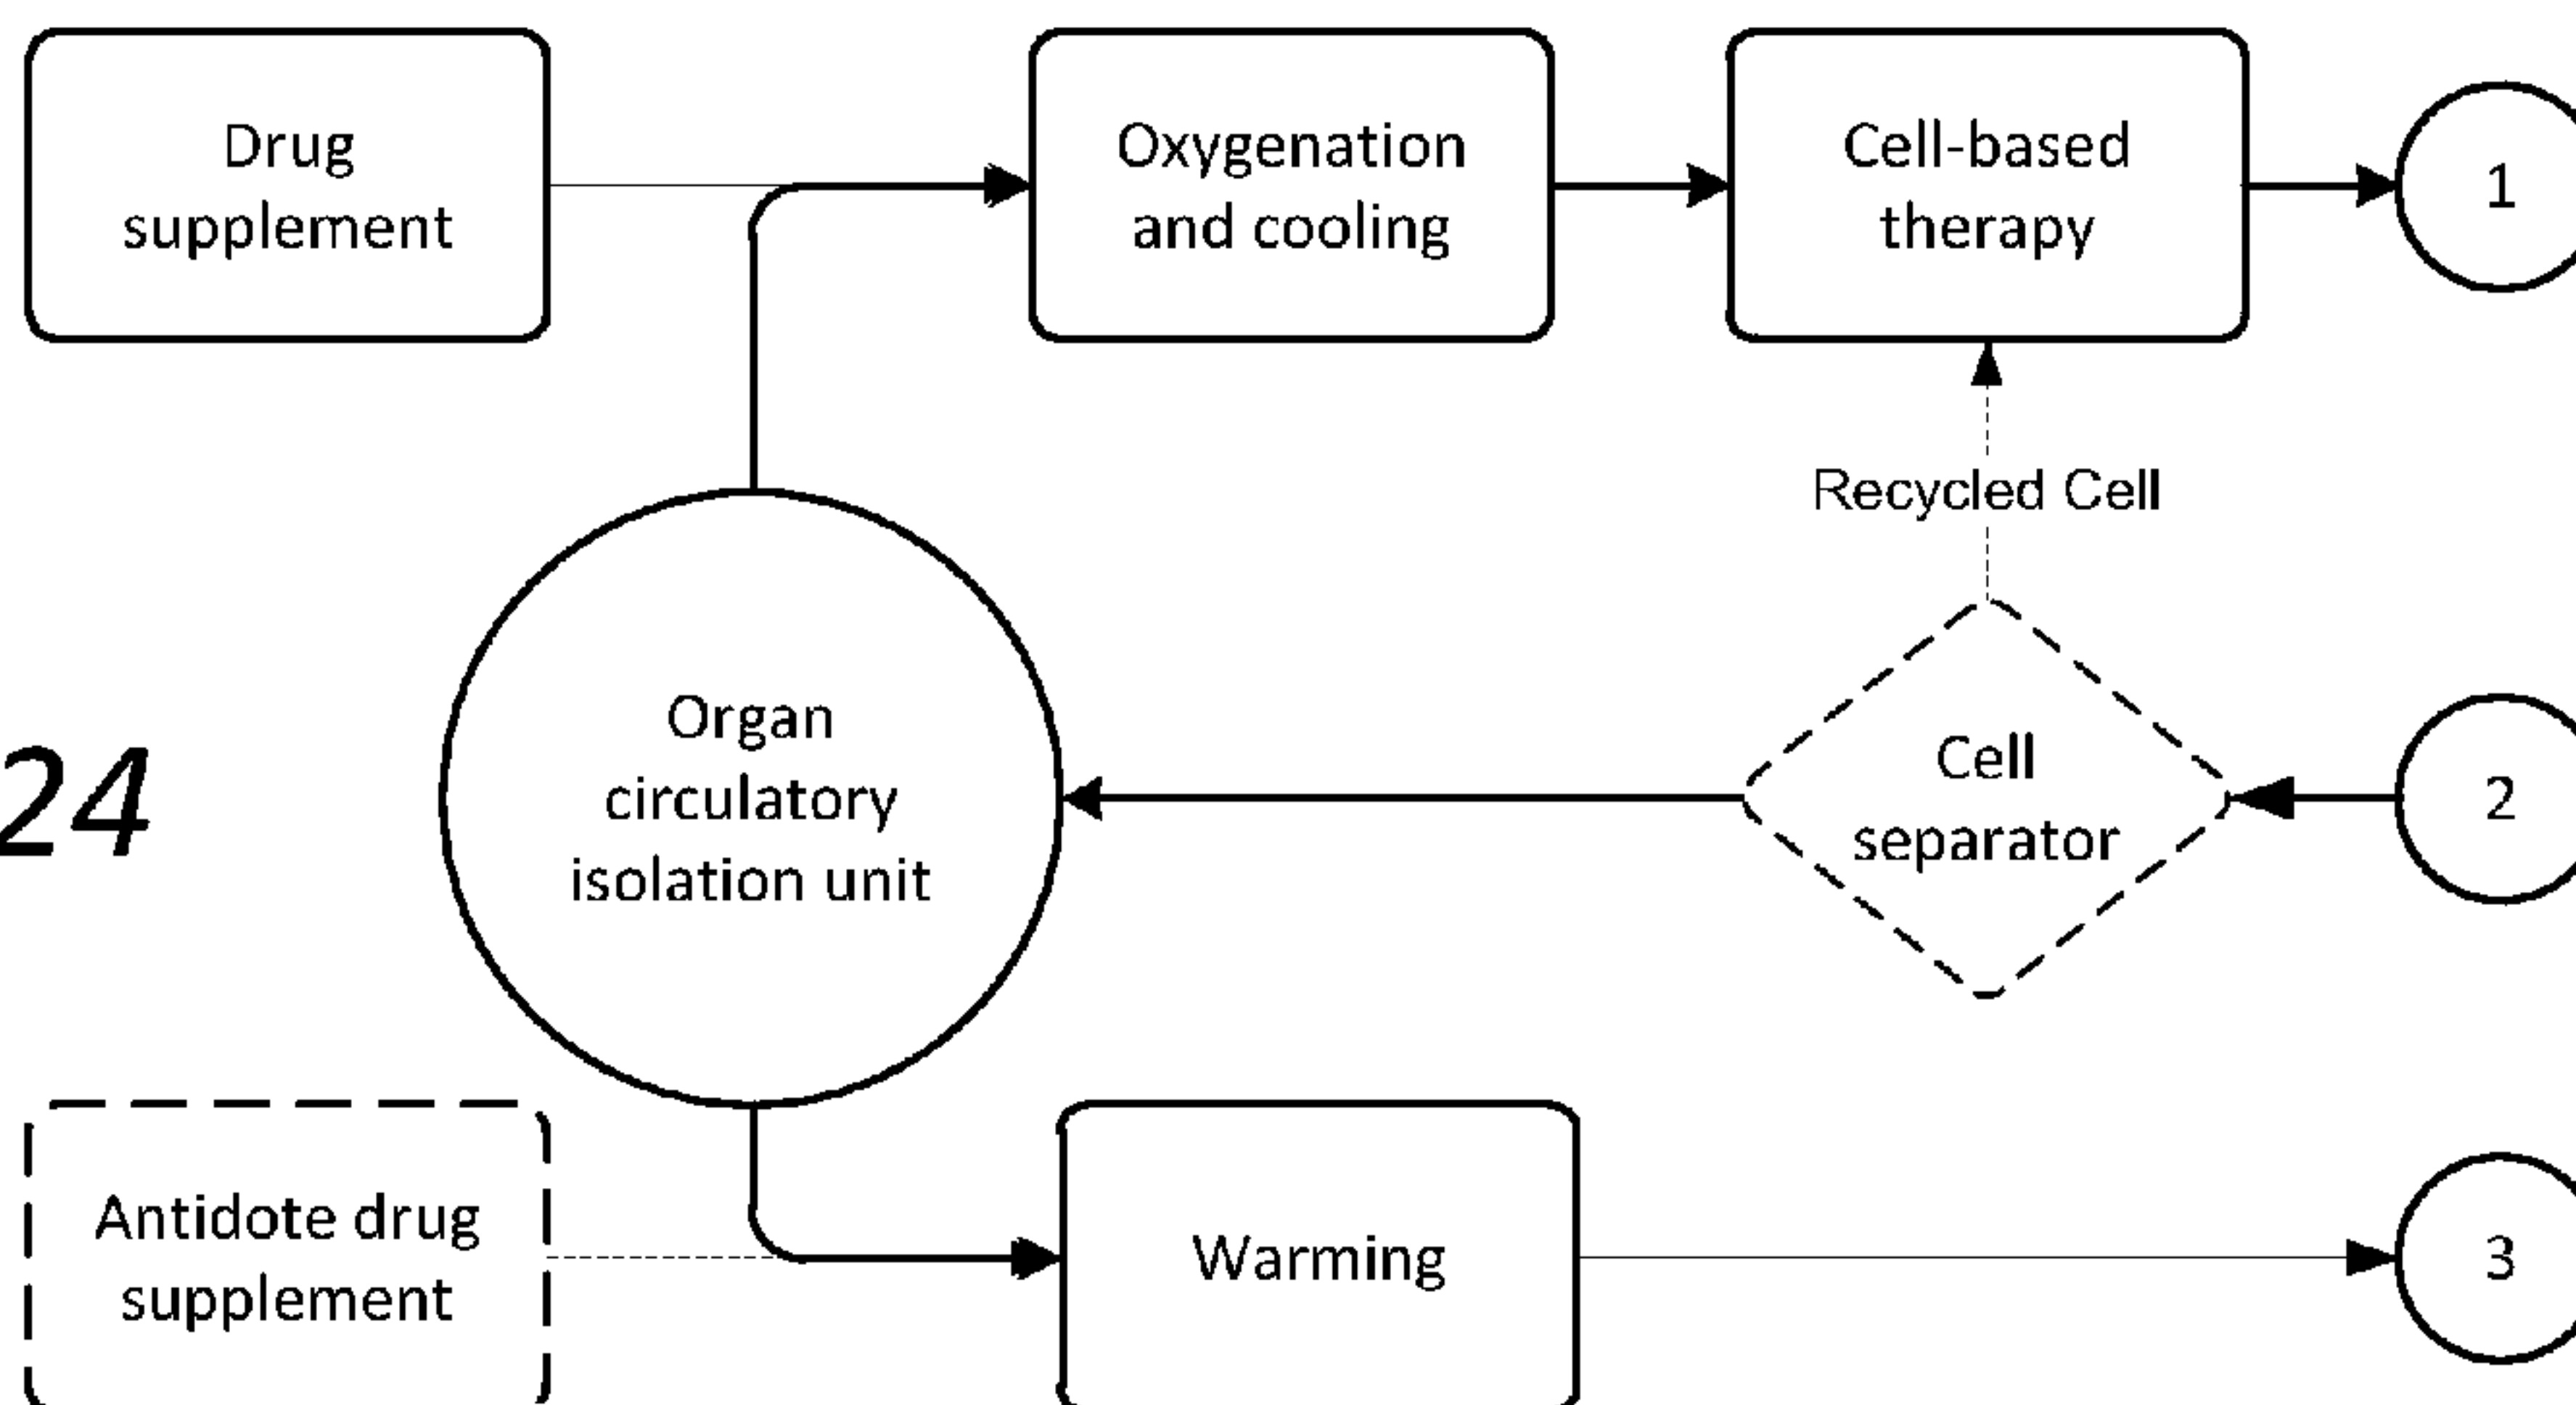 Drug
supplement
Oxygenation
and cooling
Cell-based
therapy
1
Recycled Cell
Organ
circulatory
isolation unit
Cell
separator
2
24
Antidote drug
supplement
Warming
3